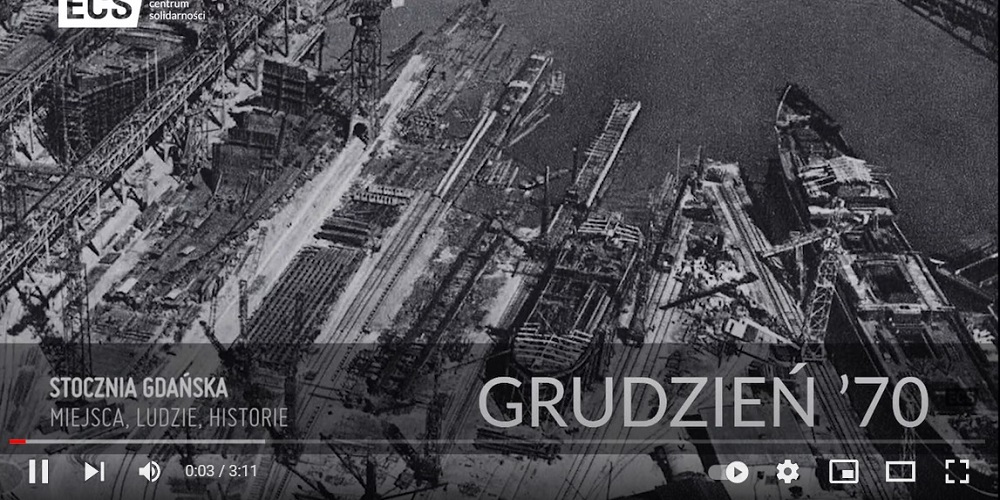 ECS
centrum
solidarności
STOCZNIA GDAŃSKA
MIEJSCA, LUDZIE, HISTORIE
GRUDZIEŃ ’70
0:03 / 3:11